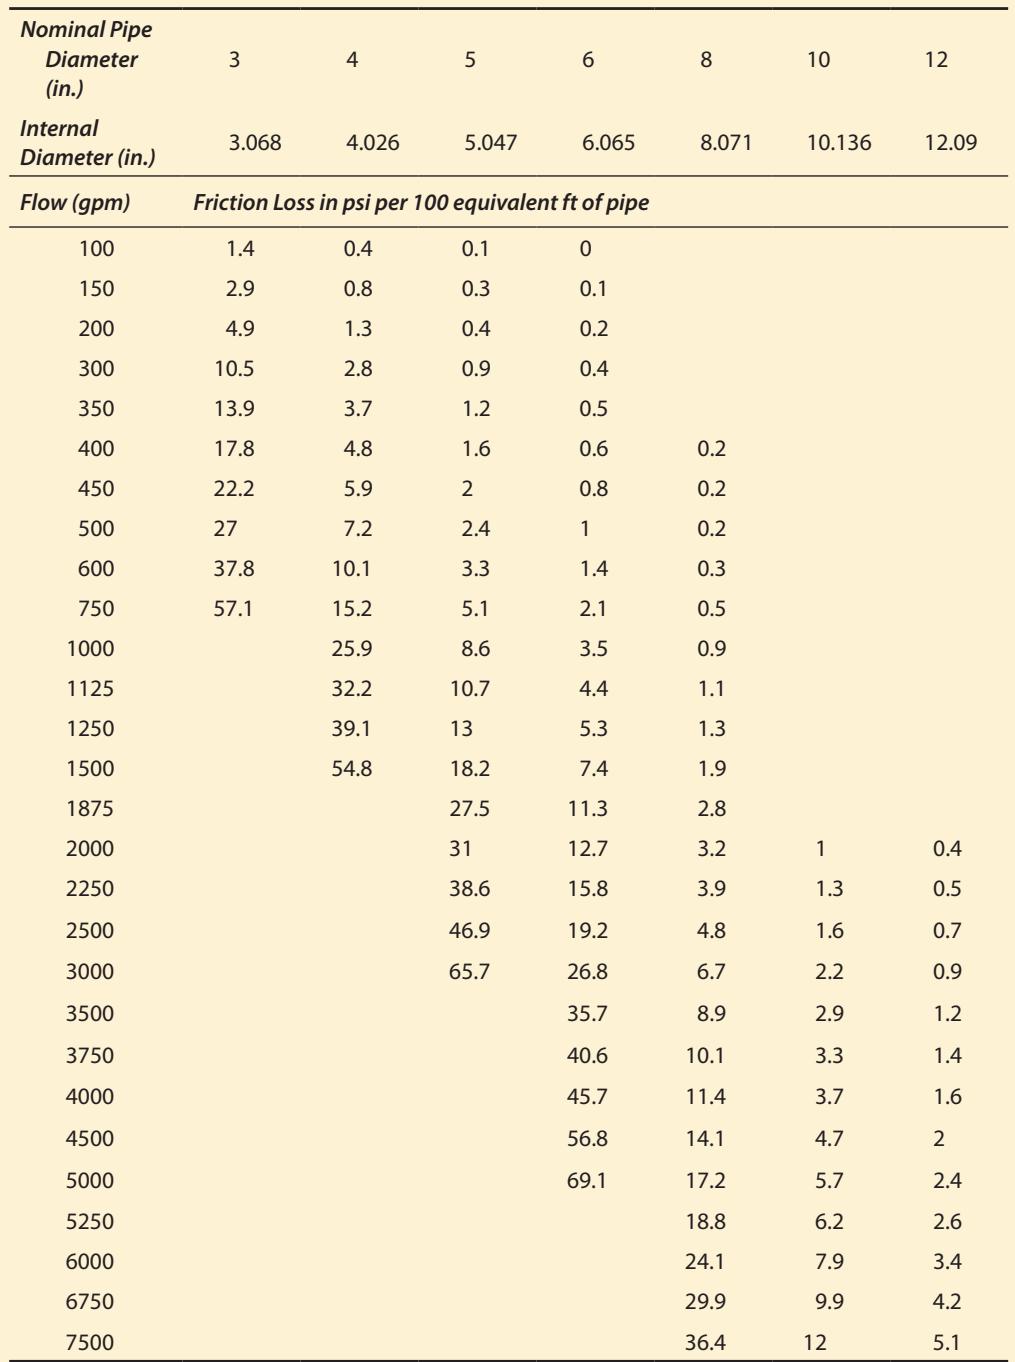 Nominal Pipe
Diameter 3 4 5 6 8 10 12
(in.)
Internal
Diameter (in.) 3.068 4.026 5.047 6.065 8.071 10.136 12.09
Flow (gpm) Friction Loss in psi per 100 equivalent ft of pipe
100 1.4 0.4 0.1 0
150 2.9 0.8 0.3 0.1
200 4.9 1.3 0.4 0.2
300 10.5 2.8 0.9 0.4
350 13.9 3.7 1.2 0.5
400 17.8 4.8 1.6 0.6 0.2
450 22.2 5.9 2 0.8 0.2
500 27 7.2 2.4 1 0.2
600 37.8 10.1 3.3 1.4 0.3
750 57.1 15.2 5.1 2.1 0.5
1000 25.9 8.6 3.5 0.9
1125 32.2 10.7 4.4 1.1
1250 39.1 13 5.3 1.3
1500 54.8 18.2 7.4 1.9
1875 27.5 11.3 2.8
2000 31 12.7 3.2 1 0.4
2250 38.6 15.8 3.9 1.3 0.5
2500 46.9 19.2 4.8 1.6 0.7
3000 65.7 26.8 6.7 2.2 0.9
3500 35.7 8.9 2.9 1.2
3750 40.6 10.1 3.3 1.4
4000 45.7 11.4 3.7 1.6
4500 56.8 14.1 4.7 2
5000 69.1 17.2 5.7 2.4
5250 18.8 6.2 2.6
6000 24.1 7.9 3.4
6750 29.9 9.9 4.2
7500 36.4 12 5.1